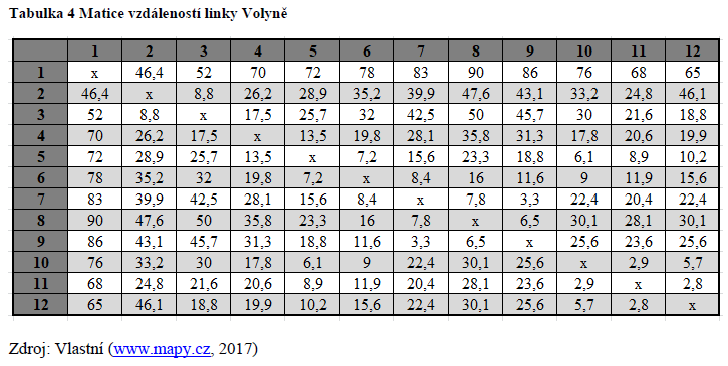 Tabulka 4 Matice vzdáleností linky Volyně
1 2 3 4 5 6 7 8 9 10 11 12
1 x 46,4 52 70 72 78 83 90 86 76 68 65
2 46,4 x 8,8 26,2 28,9 35,2 39,9 47,6 43,1 33,2 24,8 46,1
3 52 8,8 x 17,5 25,7 32 42,5 50 45,7 30 21,6 18,8
4 70 26,2 17,5 x 13,5 19,8 28,1 35,8 31,3 17,8 20,6 19,9
5 72 28,9 25,7 13,5 x 7,2 15,6 23,3 18,8 6,1 8,9 10,2
6 78 35,2 32 19,8 7,2 x 8,4 16 11,6 9 11,9 15,6
7 83 39,9 42,5 28,1 15,6 8,4 x 7,8 3,3 22,4 20,4 22,4
8 90 47,6 50 35,8 23,3 16 7,8 x 6,5 30,1 28,1 30,1
9 86 43,1 45,7 31,3 18,8 11,6 3,3 6,5 x 25,6 23,6 25,6
10 76 33,2 30 17,8 6,1 9 22,4 30,1 25,6 x 2,9 5,7
11 68 24,8 21,6 20,6 8,9 11,9 20,4 28,1 23,6 2,9 x 2,8
12 65 46,1 18,8 19,9 10,2 15,6 22,4 30,1 25,6 5,7 2,8 x
Zdroj: Vlastní (www.mapy.cz, 2017)